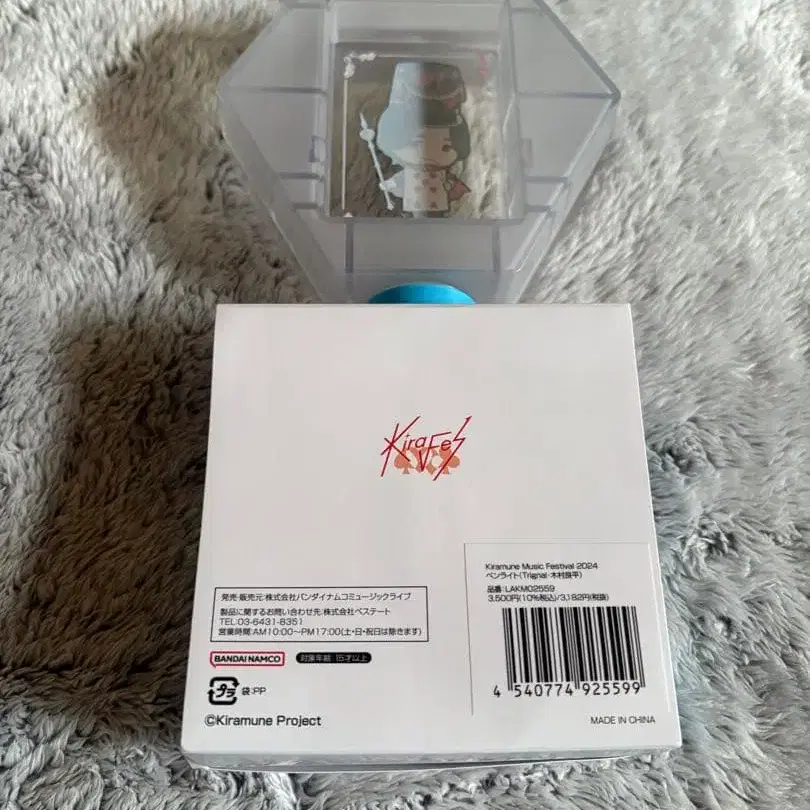 KiraFes
Kiramune Music Festival 2024
ペンライト(Trignal・木村良平)
品番:LAKM02559
3,500円(10%税込)/3,182円(税抜)
4 540774 925599
発売・販売元:株式会社バンダイナムコミュージックライブ
製品に関するお問い合わせ先:株式会社ベステート
TEL.03-6431-8351
営業時間:AM10:00〜PM17:00(土・日・祝日は除きます)
BANDAI NAMCO 対象年齢 15才以上
プラ 袋:PP
©Kiramune Project
MADE IN CHINA